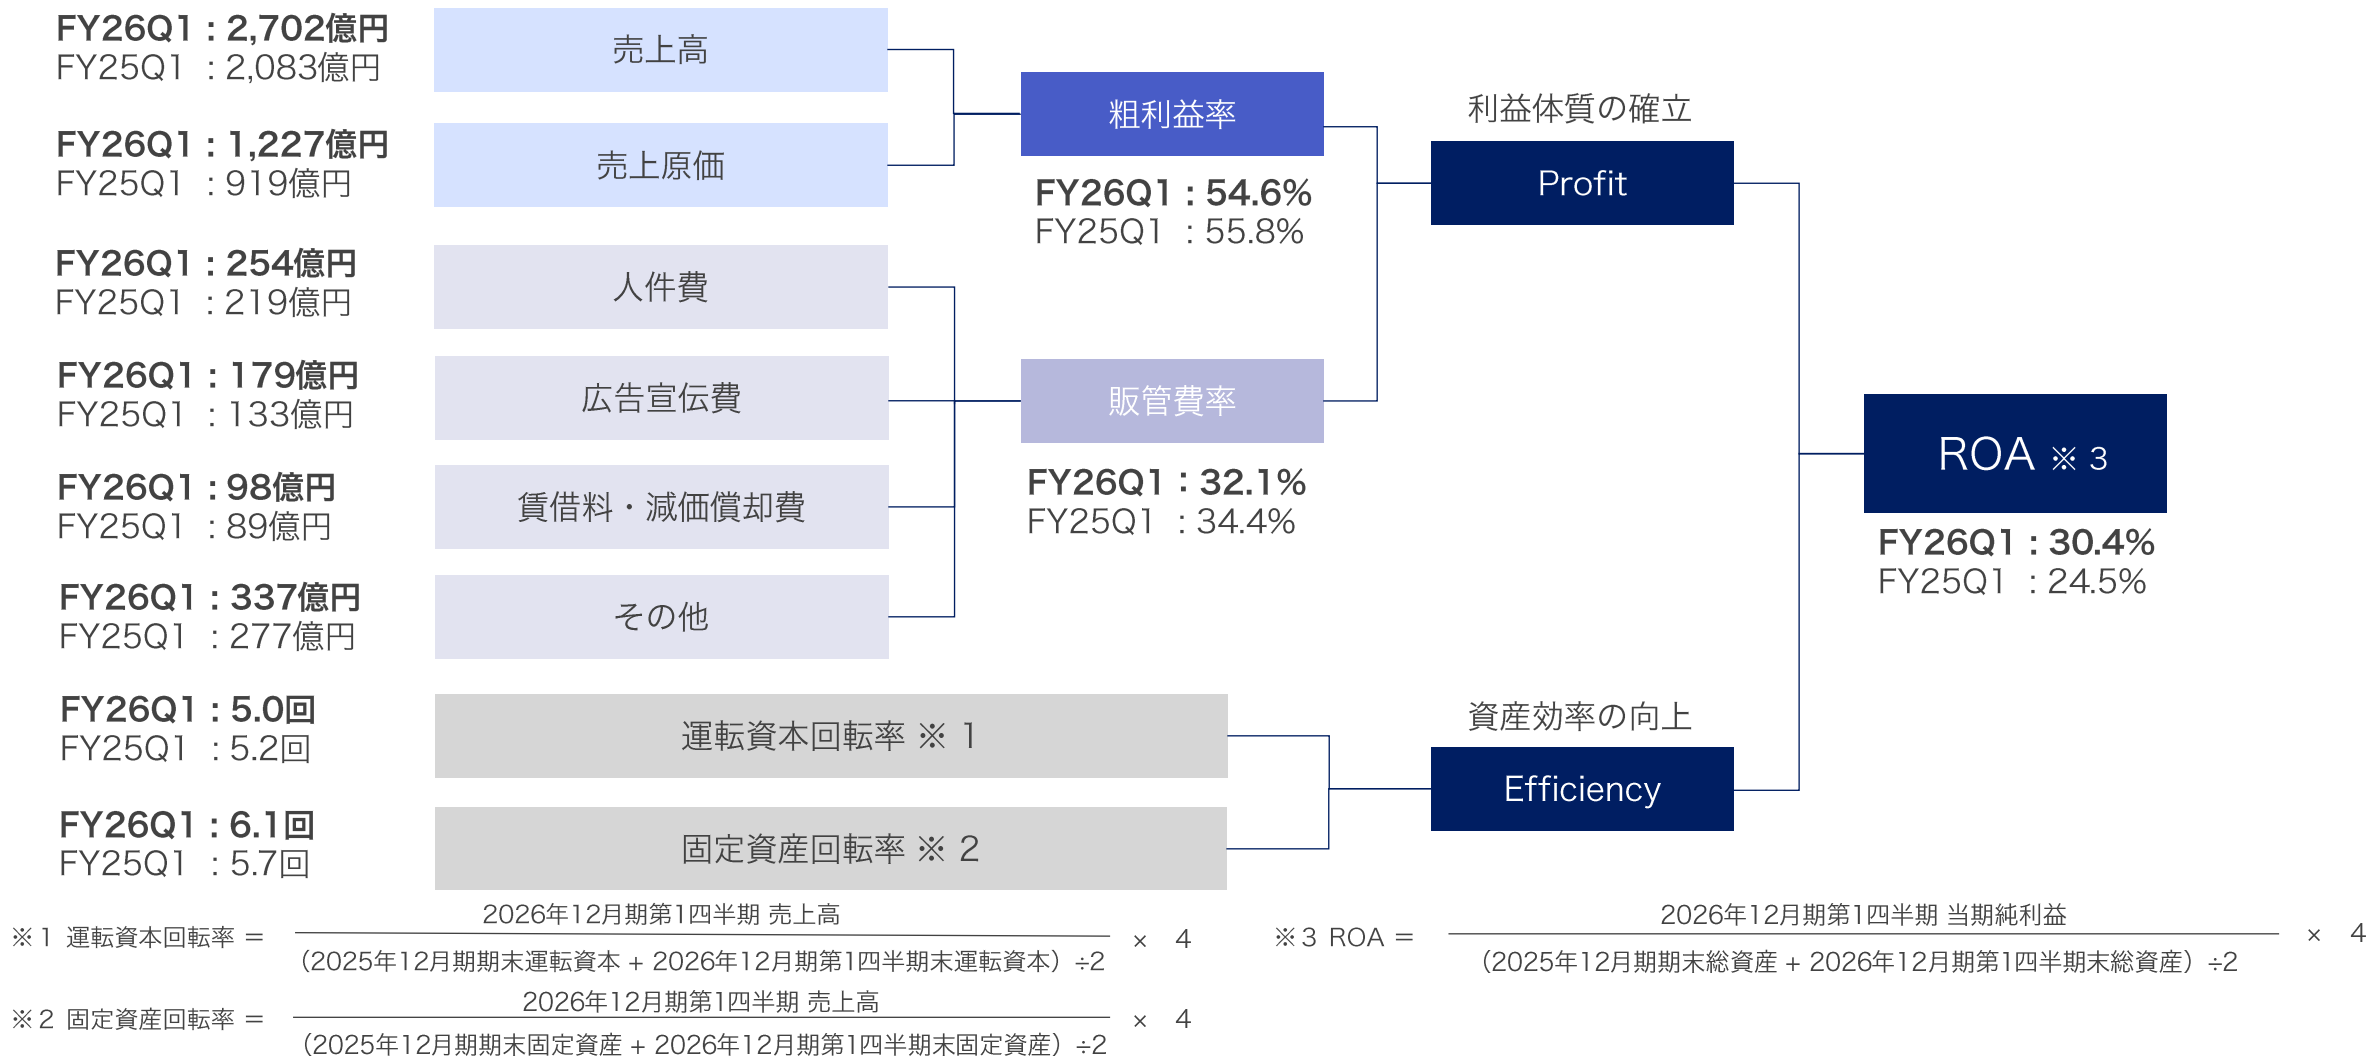 FY26Q1 : 2,702億円
FY25Q1 : 2,083億円
売上高
FY26Q1 : 1,227億円
FY25Q1 : 919億円
売上原価
粗利益率
FY26Q1 : 54.6%
FY25Q1 : 55.8%
利益体質の確立
Profit
FY26Q1 : 254億円
FY25Q1 : 219億円
人件費
FY26Q1 : 179億円
FY25Q1 : 133億円
広告宣伝費
FY26Q1 : 98億円
FY25Q1 : 89億円
賃借料・減価償却費
FY26Q1 : 337億円
FY25Q1 : 277億円
その他
販管費率
FY26Q1 : 32.1%
FY25Q1 : 34.4%
ROA ※ 3
FY26Q1 : 30.4%
FY25Q1 : 24.5%
FY26Q1 : 5.0回
FY25Q1 : 5.2回
運転資本回転率 ※ 1
FY26Q1 : 6.1回
FY25Q1 : 5.7回
固定資産回転率 ※ 2
資産効率の向上
Efficiency
※1 運転資本回転率 =
2026年12月期第1四半期 売上高
（2025年12月期期末運転資本 + 2026年12月期第1四半期末運転資本）÷2
× 4
※2 固定資産回転率 =
2026年12月期第1四半期 売上高
（2025年12月期期末固定資産 + 2026年12月期第1四半期末固定資産）÷2
× 4
※3 ROA =
2026年12月期第1四半期 当期純利益
（2025年12月期期末総資産 + 2026年12月期第1四半期末総資産）÷2
× 4